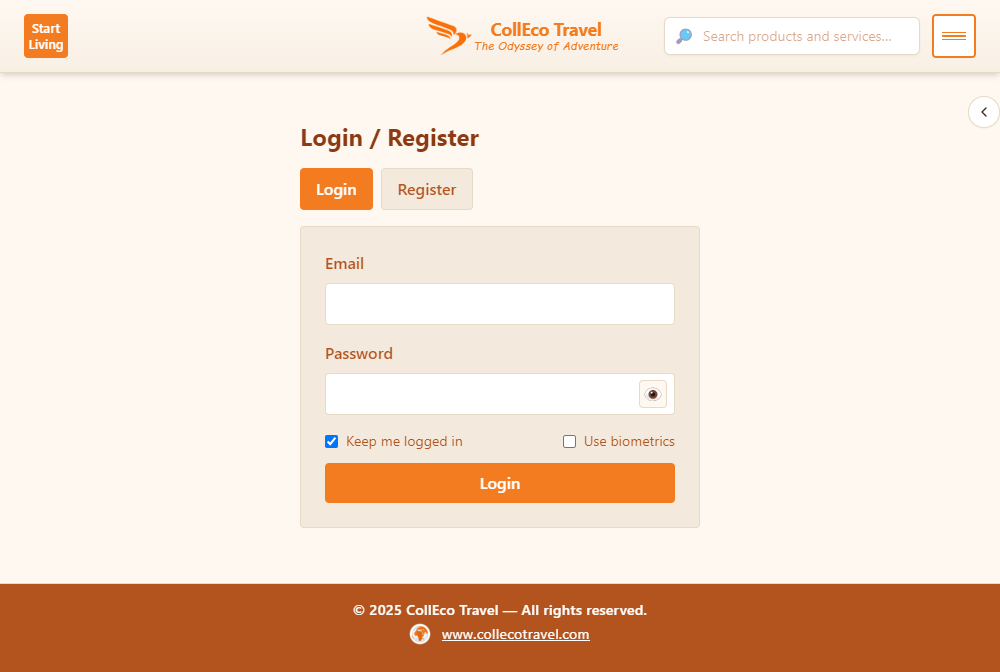 Start
Living
CollEco Travel
The Odyssey of Adventure
Search products and services...
Login / Register
Login
Register
Email
Password
Keep me logged in
Use biometrics
Login
© 2025 CollEco Travel — All rights reserved.
www.collecotravel.com